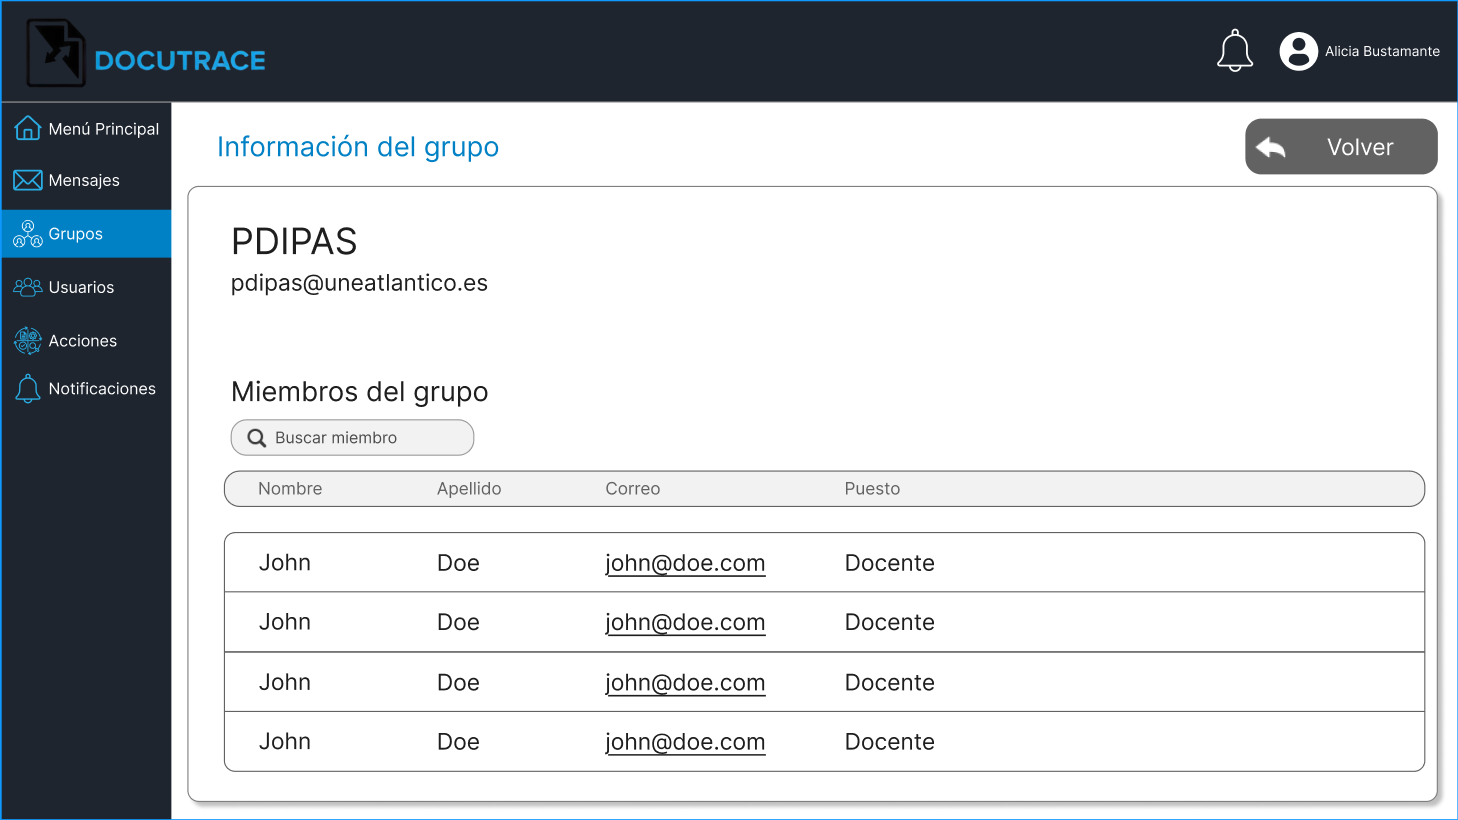 DOCUTRACE
Alicia Bustamante
Menú Principal
Mensajes
Grupos
Usuarios
Acciones
Notificaciones
Información del grupo
Volver
PDIPAS
pdipas@uneatlantico.es
Miembros del grupo
Buscar miembro
Nombre Apellido Correo Puesto
John Doe john@doe.com Docente
John Doe john@doe.com Docente
John Doe john@doe.com Docente
John Doe john@doe.com Docente